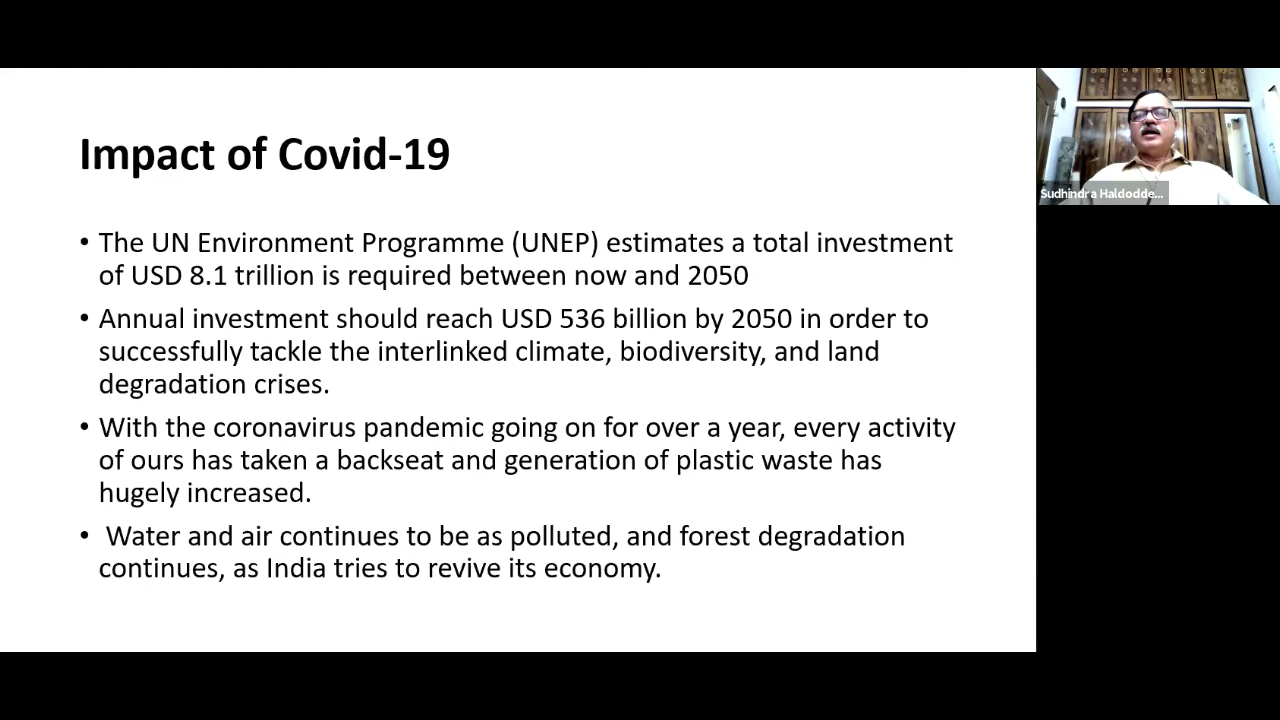 Impact of Covid-19
• The UN Environment Programme (UNEP) estimates a total investment
of USD 8.1 trillion is required between now and 2050
• Annual investment should reach USD 536 billion by 2050 in order to
successfully tackle the interlinked climate, biodiversity, and land
degradation crises.
• With the coronavirus pandemic going on for over a year, every activity
of ours has taken a backseat and generation of plastic waste has
hugely increased.
• Water and air continues to be as polluted, and forest degradation
continues, as India tries to revive its economy.
Sudhindra Haldodde...